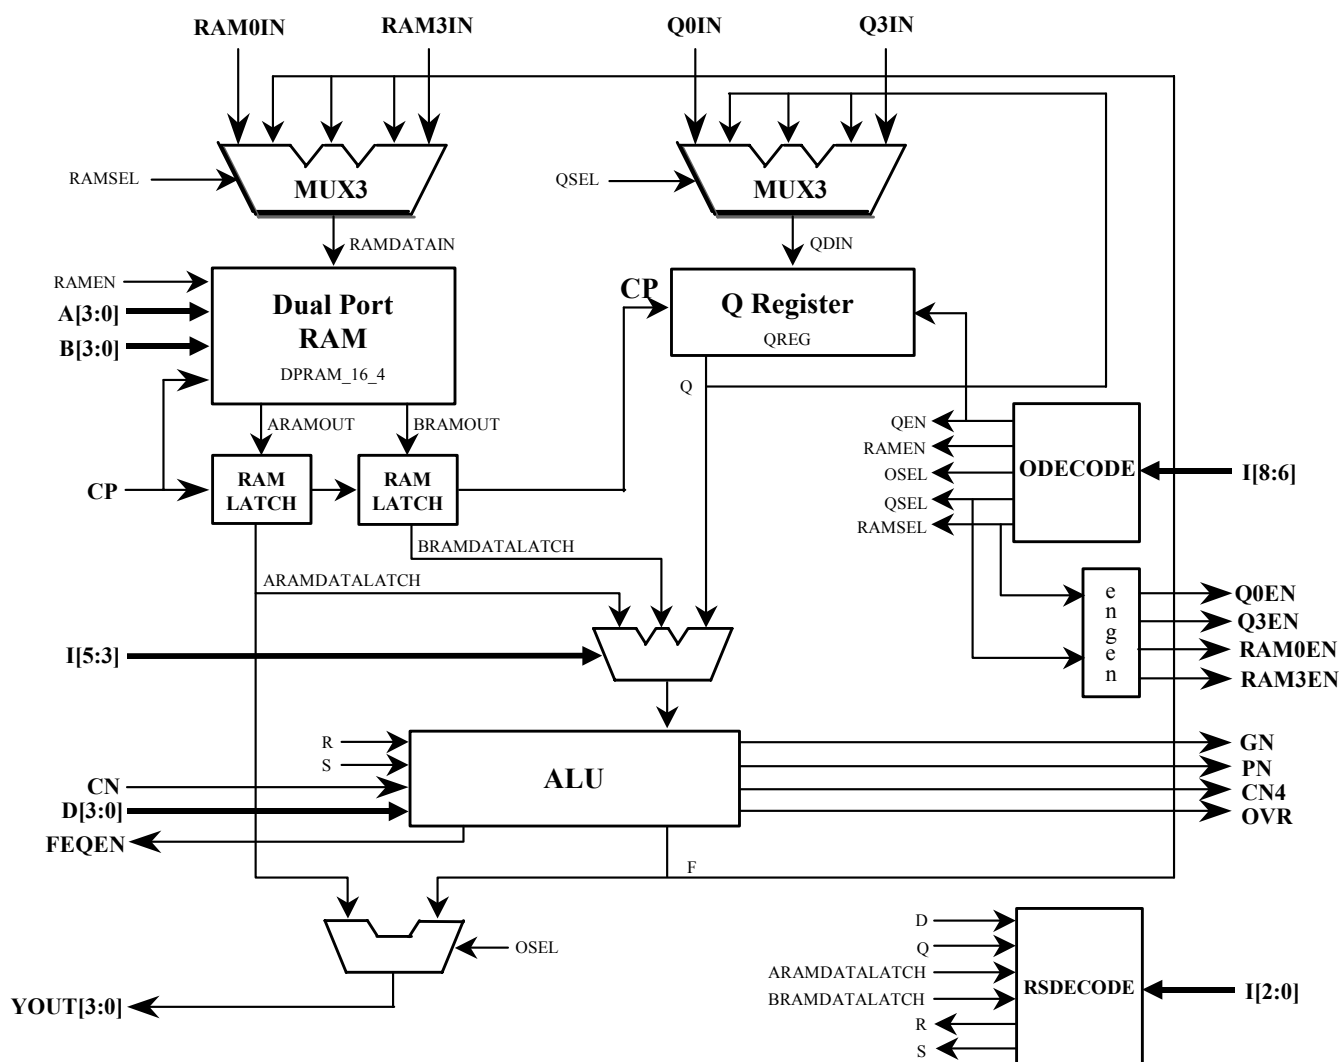 RAM0IN
RAM3IN
Q0IN
Q3IN
RAMSEL
MUX3
QSEL
MUX3
RAMDATAIN
QDIN
RAMEN
A[3:0]
B[3:0]
Dual Port
RAM
DPRAM_16_4
CP
Q Register
QREG
Q
ARAMOUT
BRAMOUT
CP
RAM
LATCH
RAM
LATCH
QEN
RAMEN
OSEL
QSEL
RAMSEL
ODECODE
I[8:6]
BRAMDATALATCH
ARAMDATALATCH
e
n
g
e
n
Q0EN
Q3EN
RAM0EN
RAM3EN
I[5:3]
R
S
CN
D[3:0]
FEQEN
ALU
GN
PN
CN4
OVR
F
OSEL
YOUT[3:0]
D
Q
ARAMDATALATCH
BRAMDATALATCH
R
S
RSDECODE
I[2:0]